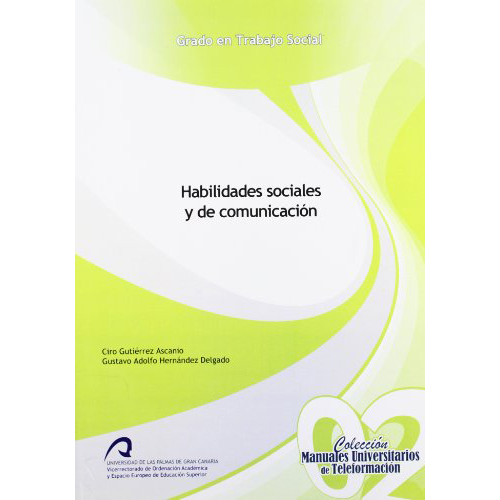 Grado en Trabajo Social
Habilidades sociales
y de comunicación
Ciro Gutiérrez Ascanio
Gustavo Adolfo Hernández Delgado
UNIVERSIDAD DE LAS PALMAS DE GRAN CANARIA
Vicerrectorado de Ordenación Académica
y Espacio Europeo de Educación Superior
02
Colección
Manuales Universitarios
de Teleformación